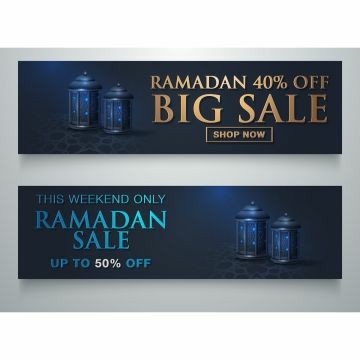 RAMADAN 40% OFF
BIG SALE
SHOP NOW
THIS WEEKEND ONLY
RAMADAN
SALE
UP TO 50% OFF